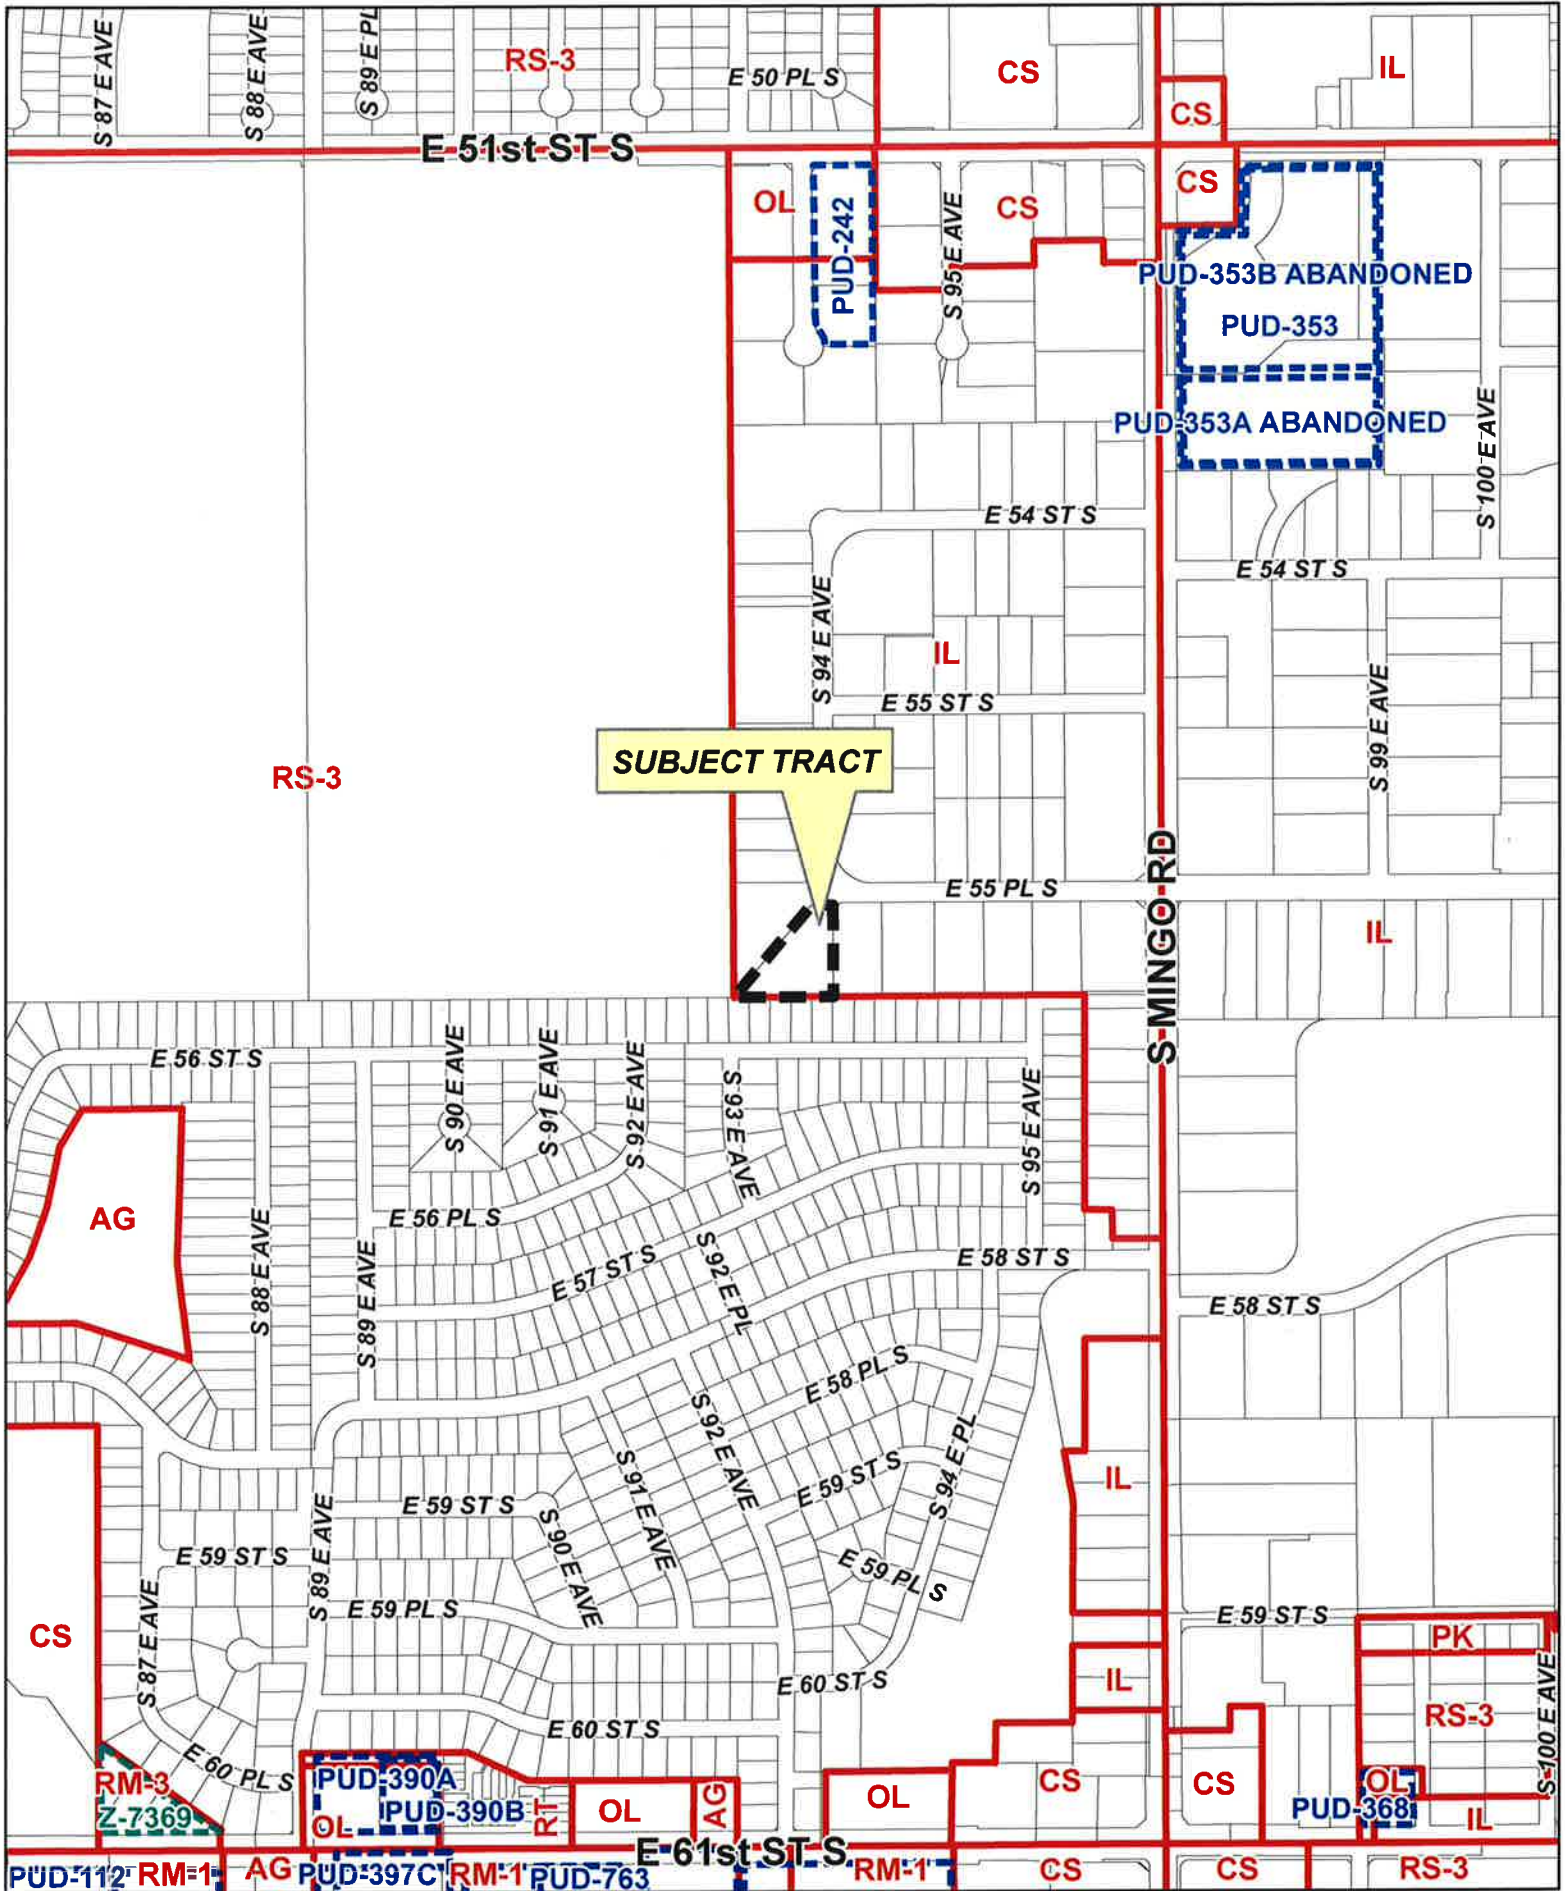 S 87 E AVE
S 88 E AVE
S 89 E PL
RS-3
E 50 PL S
CS
IL
CS
E 51st ST S
OL
PUD-242
S 95 E AVE
CS
CS
PUD-353B ABANDONED
PUD-353
PUD-353A ABANDONED
S 100 E AVE
E 54 ST S
E 54 ST S
S 94 E AVE
IL
E 55 ST S
S 99 E AVE
RS-3
SUBJECT TRACT
E 55 PL S
S MINGO RD
IL
E 56 ST S
S 90 E AVE
S 91 E AVE
S 92 E AVE
S 93 E AVE
S 95 E AVE
AG
S 88 E AVE
E 56 PL S
S 89 E AVE
E 57 ST S
S 92 E PL
E 58 ST S
E 58 ST S
E 58 PL S
S 92 E AVE
S 91 E AVE
E 59 ST S
S 94 E PL
IL
E 59 ST S
S 90 E AVE
S 89 E AVE
E 59 ST S
E 59 PL S
E 59 PL S
E 59 ST S
CS
S 87 E AVE
PK
E 60 ST S
IL
RS-3
S 100 E AVE
E 60 ST S
E 60 PL S
RM-3
Z-7369
PUD-390A
PUD-390B
OL
RT
OL
AG
OL
CS
CS
OL
PUD-368
IL
E 61st ST S
PUD-112
RM-1
AG
PUD-397C
RM-1
PUD-763
RM-1
CS
CS
RS-3